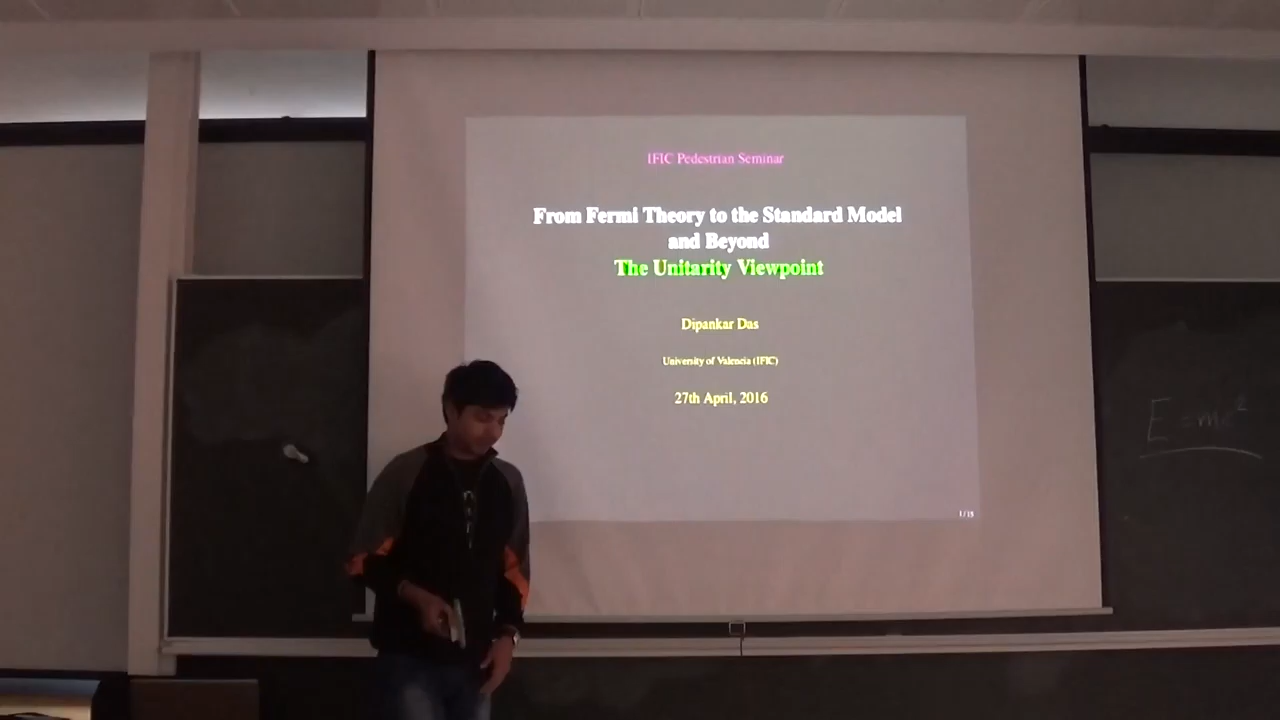 IFIC Pedestrian Seminar
From Fermi Theory to the Standard Model
and Beyond
The Unitarity Viewpoint
Dipankar Das
University of Valencia (IFIC)
27th April, 2016
1/15
E=mc²